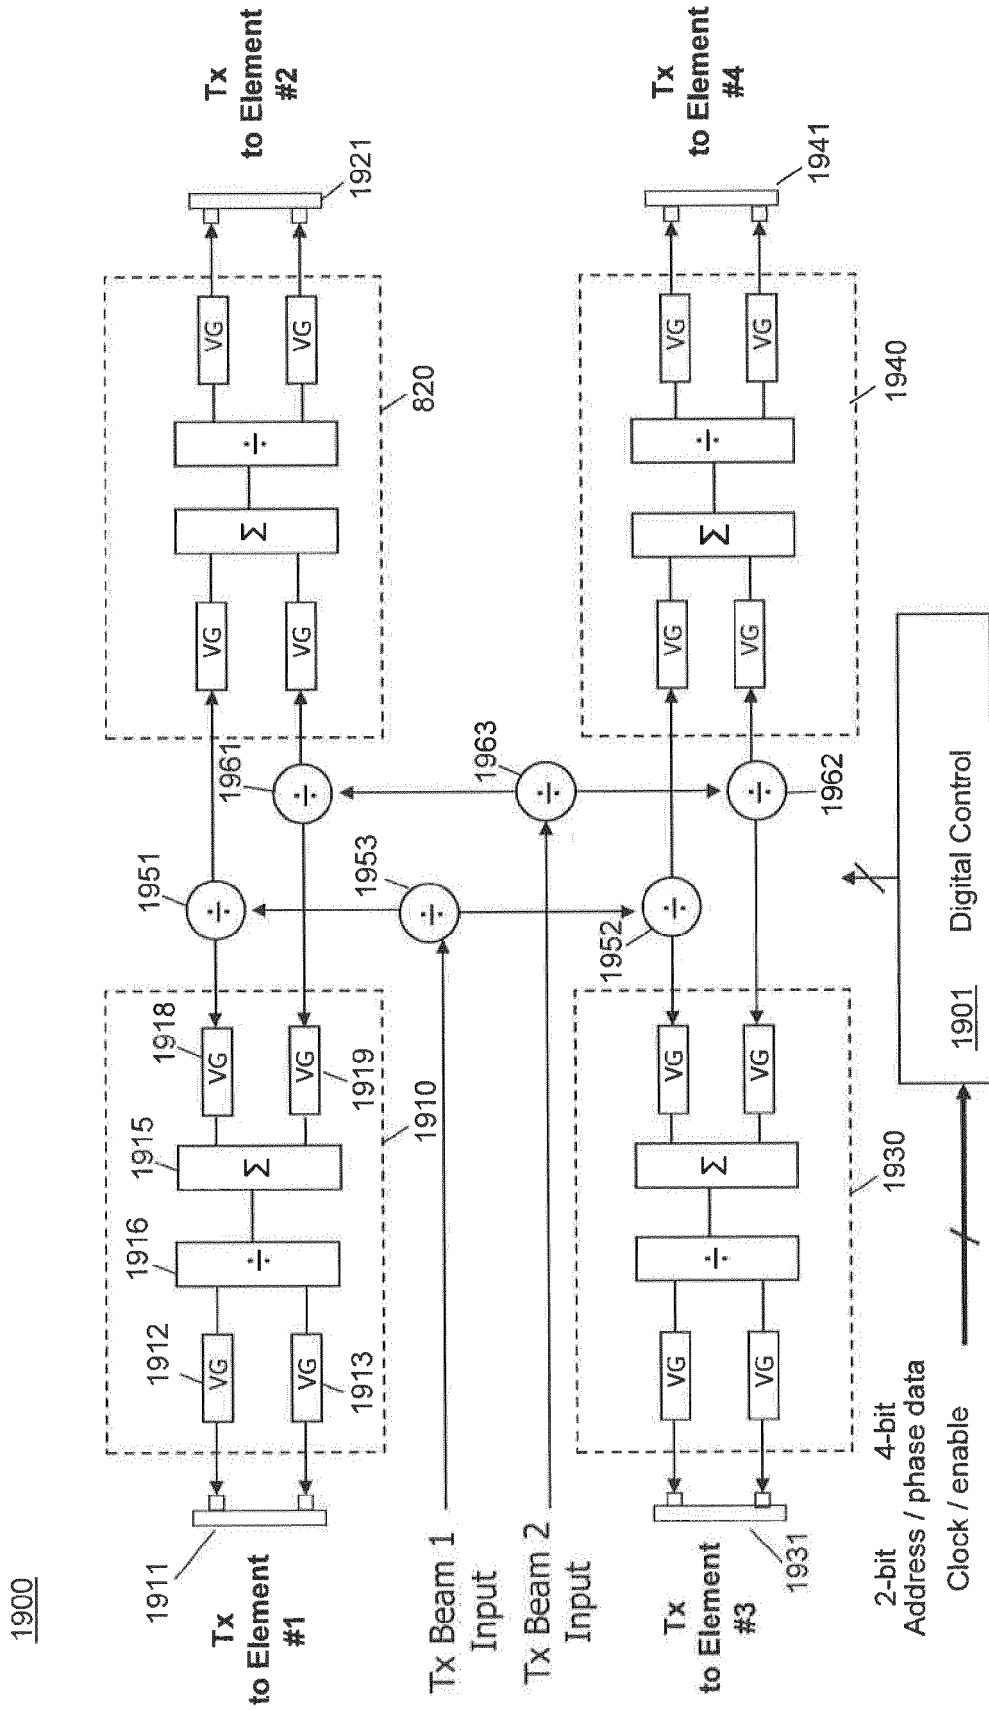 1900
Tx
to Element
#1
1911
1912
VG
VG
1913
1916
÷
1915
Σ
1918
VG
VG
1919
1910
1951
÷
1961
÷
VG
VG
Σ
÷
VG
VG
820
1921
Tx
to Element
#2
Tx Beam 1
Input
1953
÷
Tx Beam 2
Input
1963
÷
Tx
to Element
#3
1931
VG
VG
÷
Σ
VG
VG
1930
1952
÷
÷
1962
VG
VG
Σ
÷
VG
VG
1940
1941
Tx
to Element
#4
2-bit 4-bit
Address / phase data
Clock / enable
1901 Digital Control